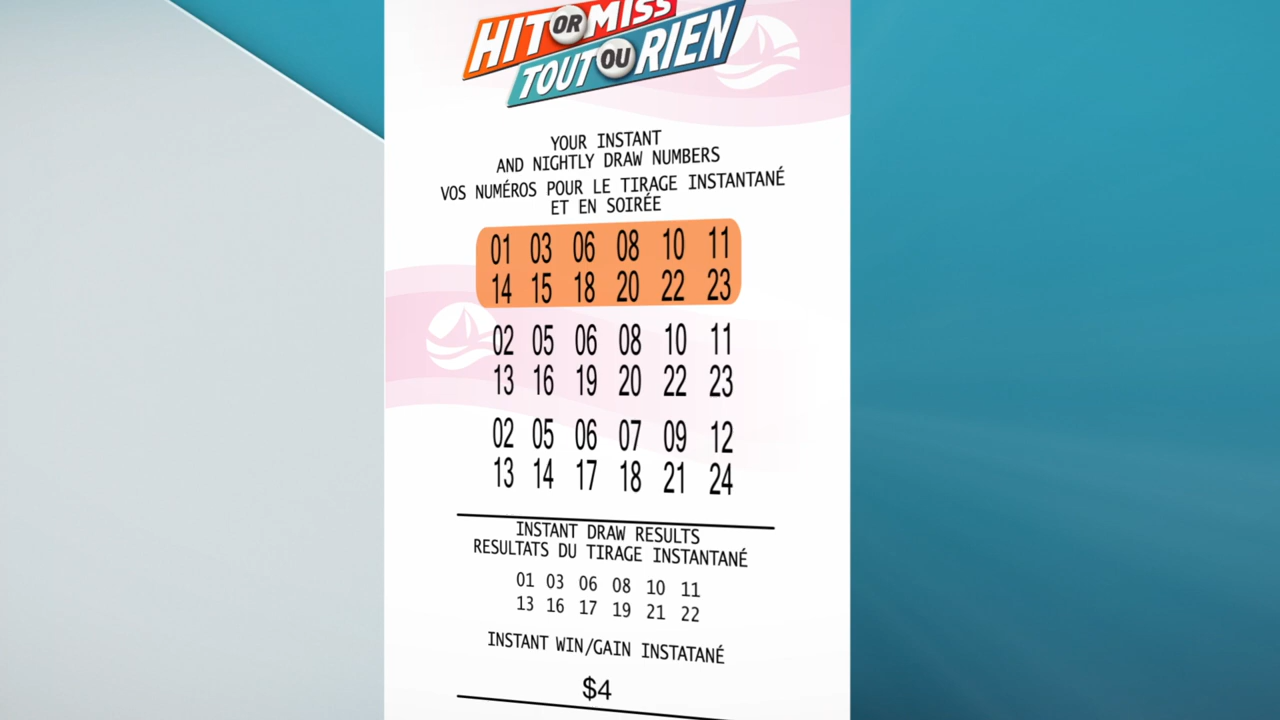 HIT OR MISS
TOUT OU RIEN
YOUR INSTANT
AND NIGHTLY DRAW NUMBERS
VOS NUMÉROS POUR LE TIRAGE INSTANTANÉ
ET EN SOIRÉE
01 03 06 08 10 11
14 15 18 20 22 23
02 05 06 08 10 11
13 16 19 20 22 23
02 05 06 07 09 12
13 14 17 18 21 24
INSTANT DRAW RESULTS
RESULTATS DU TIRAGE INSTANTANÉ
01 03 06 08 10 11
13 16 17 19 21 22
INSTANT WIN/GAIN INSTATANÉ
$4